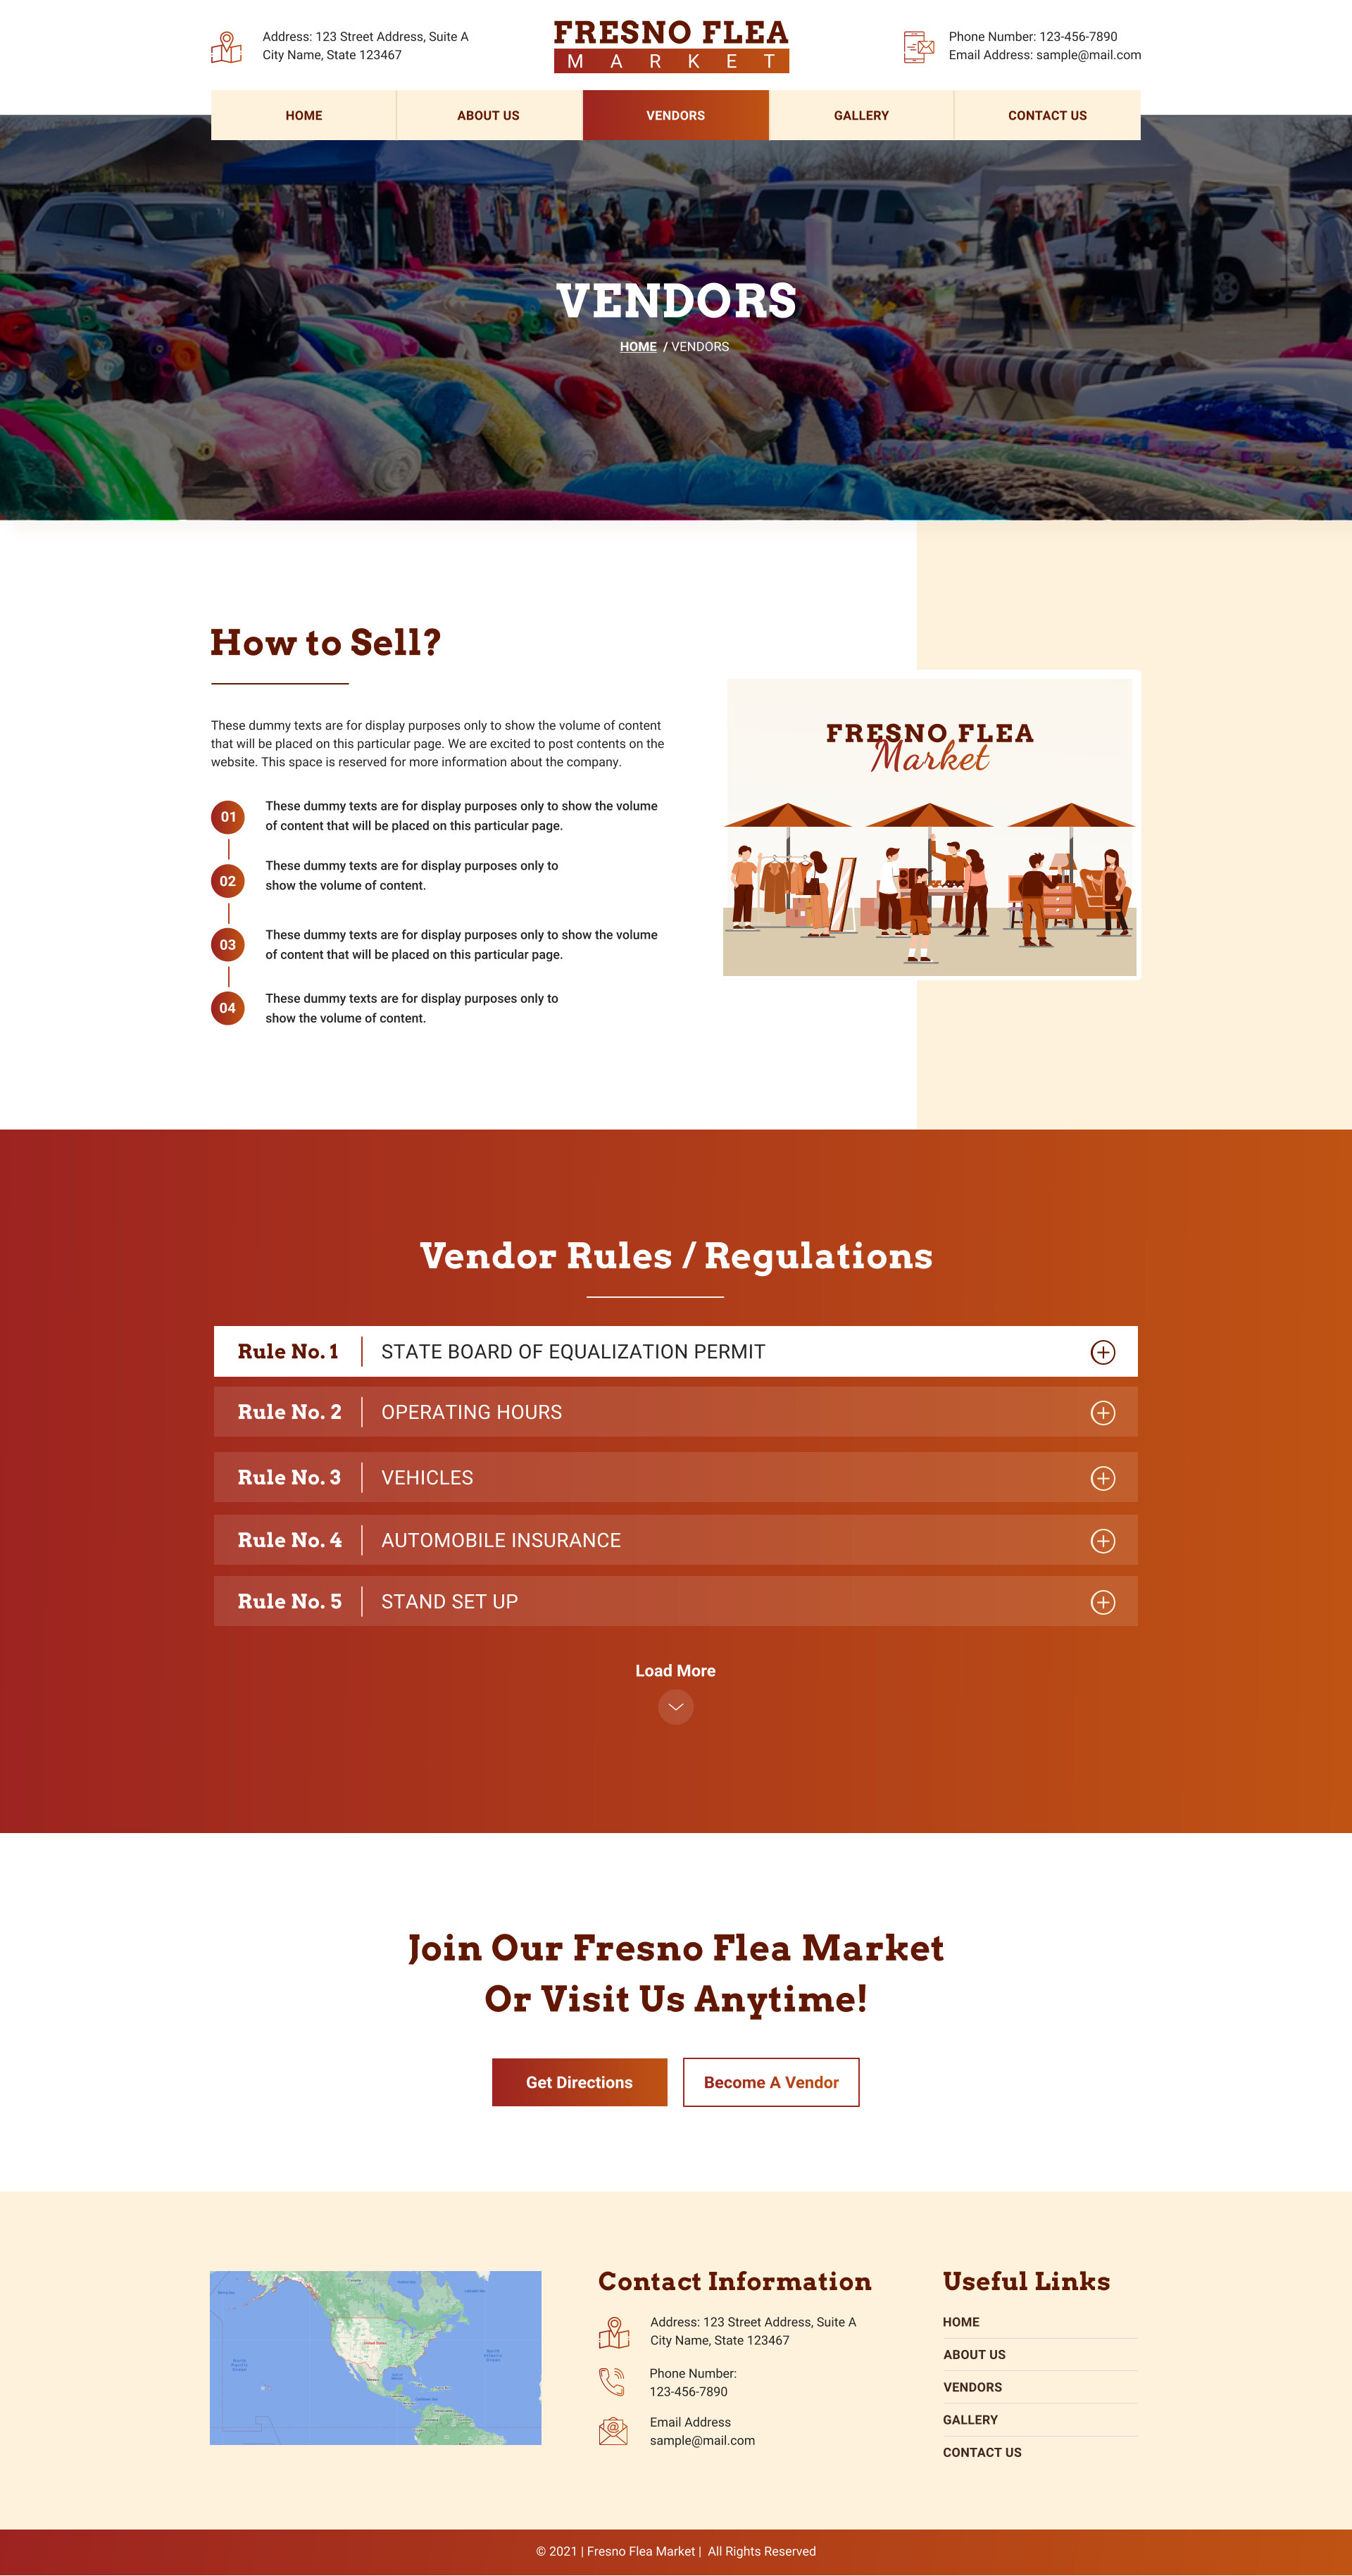 Address: 123 Street Address, Suite A
City Name, State 123467
FRESNO FLEA
MARKET
Phone Number: 123-456-7890
Email Address: sample@mail.com
HOME
ABOUT US
VENDORS
GALLERY
CONTACT US
VENDORS
HOME / VENDORS
How to Sell?
These dummy texts are for display purposes only to show the volume of content
that will be placed on this particular page. We are excited to post contents on the
website. This space is reserved for more information about the company.
01
These dummy texts are for display purposes only to show the volume
of content that will be placed on this particular page.
02
These dummy texts are for display purposes only to
show the volume of content.
03
These dummy texts are for display purposes only to show the volume
of content that will be placed on this particular page.
04
These dummy texts are for display purposes only to
show the volume of content.
FRESNO FLEA
Market
Vendor Rules / Regulations
Rule No. 1
STATE BOARD OF EQUALIZATION PERMIT
Rule No. 2
OPERATING HOURS
Rule No. 3
VEHICLES
Rule No. 4
AUTOMOBILE INSURANCE
Rule No. 5
STAND SET UP
Load More
Join Our Fresno Flea Market
Or Visit Us Anytime!
Get Directions
Become A Vendor
United States
North
Pacific
Ocean
North
Atlantic
Ocean
Mexico
Contact Information
Address: 123 Street Address, Suite A
City Name, State 123467
Phone Number:
123-456-7890
Email Address
sample@mail.com
Useful Links
HOME
ABOUT US
VENDORS
GALLERY
CONTACT US
© 2021 | Fresno Flea Market | All Rights Reserved